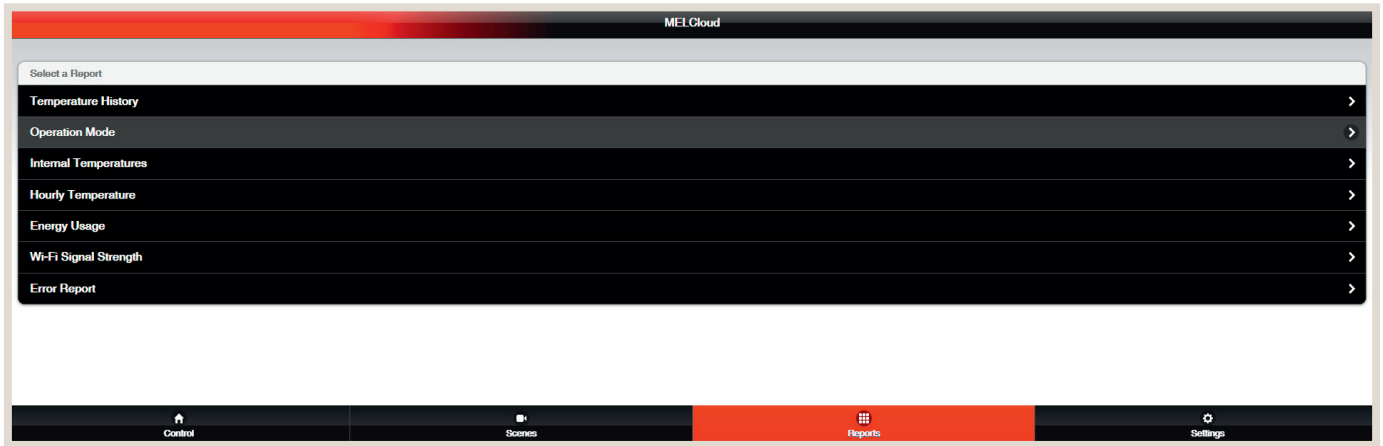 MELCloud
Select a Report
Temperature History
Operation Mode
Internal Temperatures
Hourly Temperature
Energy Usage
Wi-Fi Signal Strength
Error Report
Control Scenes Reports Settings